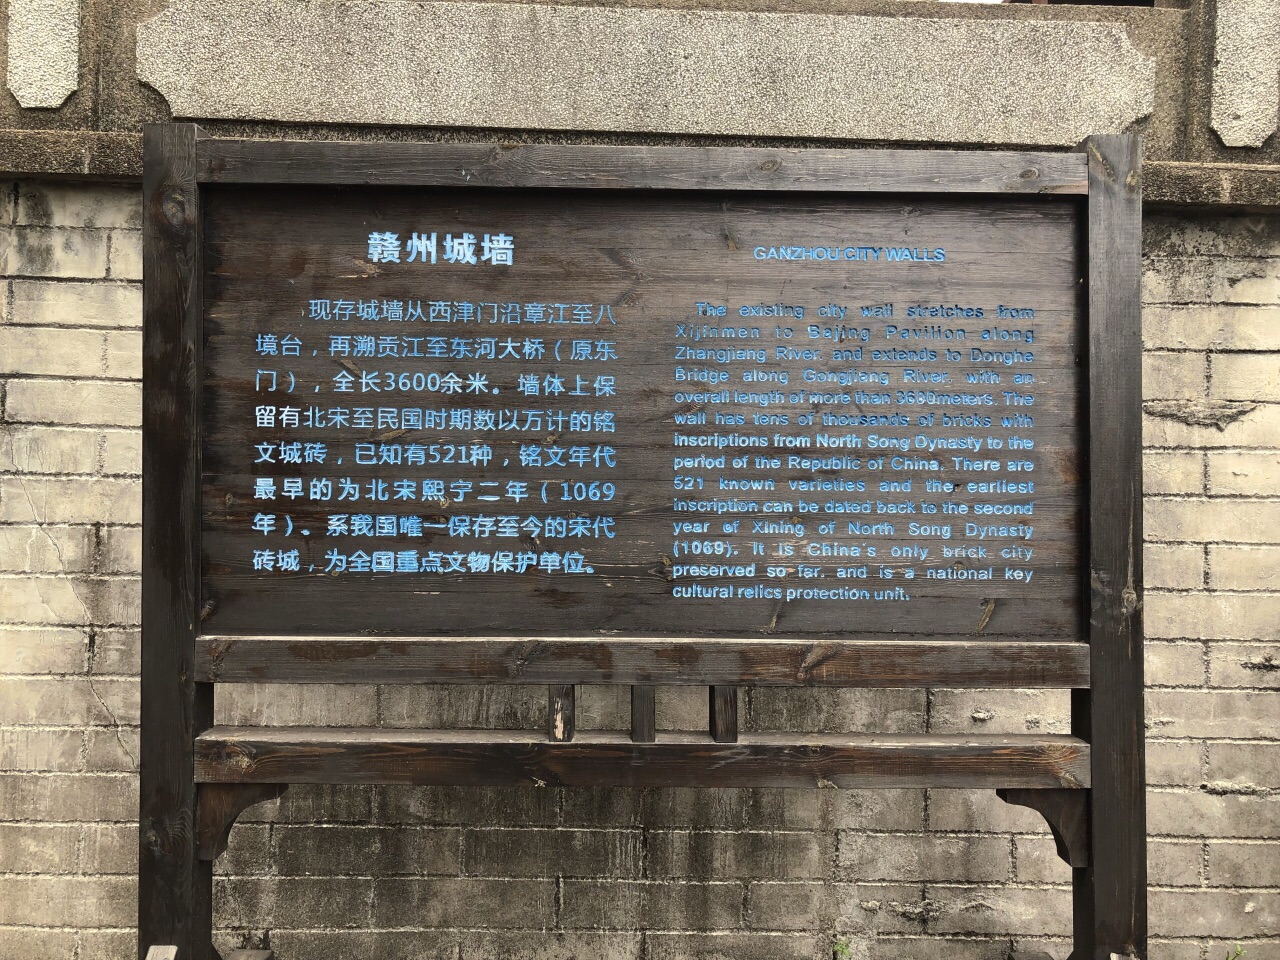 赣州城墙
现存城墙从西津门沿章江至八
境台，再溯贡江至东河大桥（原东
门），全长3600余米。墙体上保
留有北宋至民国时期数以万计的铭
文城砖，已知有521种，铭文年代
最早的为北宋熙宁二年（1069
年）。系我国唯一保存至今的宋代
砖城，为全国重点文物保护单位。
GANZHOU CITY WALLS
The existing city wall stretches from
Xijinmen to Bajing Pavilion along
Zhangjiang River, and extends to Donghe
Bridge along Gongjiang River, with an
overall length of more than 3600meters. The
wall has tens of thousands of bricks with
inscriptions from North Song Dynasty to the
period of the Republic of China. There are
521 known varieties and the earliest
inscription can be dated back to the second
year of Xining of North Song Dynasty
(1069). It is China's only brick city
preserved so far, and is a national key
cultural relics protection unit.